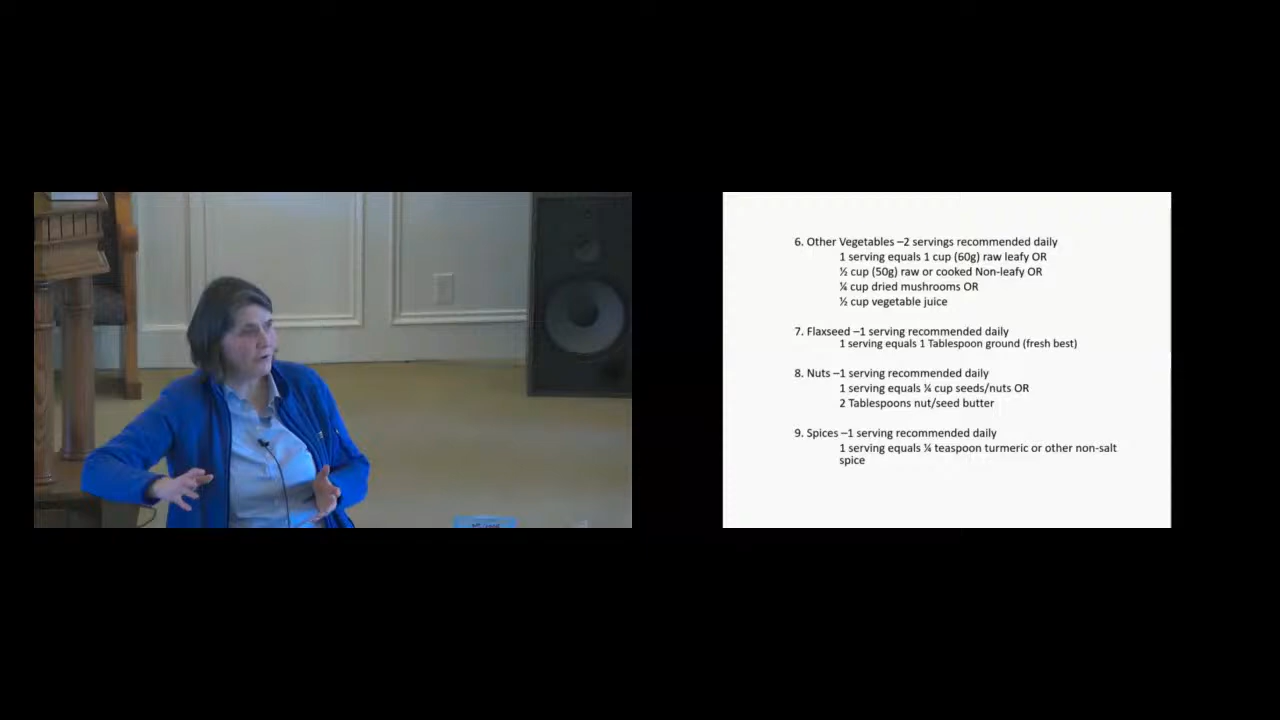 6. Other Vegetables –2 servings recommended daily
1 serving equals 1 cup (60g) raw leafy OR
½ cup (50g) raw or cooked Non-leafy OR
¼ cup dried mushrooms OR
½ cup vegetable juice
7. Flaxseed –1 serving recommended daily
1 serving equals 1 Tablespoon ground (fresh best)
8. Nuts –1 serving recommended daily
1 serving equals ¼ cup seeds/nuts OR
2 Tablespoons nut/seed butter
9. Spices –1 serving recommended daily
1 serving equals ¼ teaspoon turmeric or other non-salt
spice